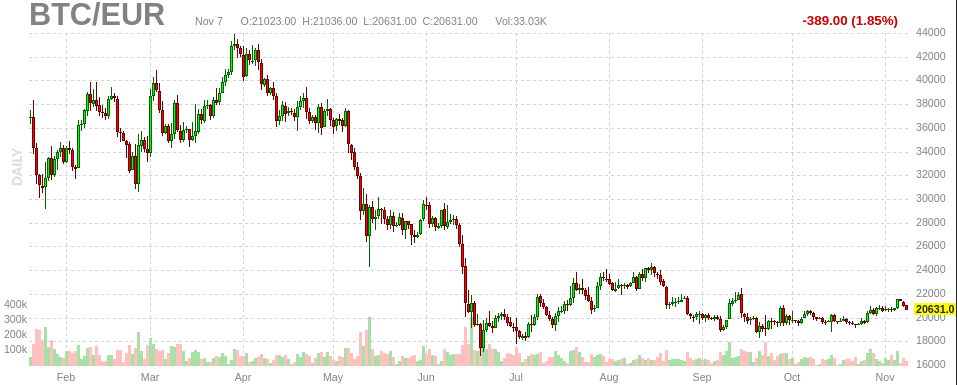 BTC/EUR Nov 7 O:21023.00 H:21036.00 L:20631.00 C:20631.00 Vol:33.03K -389.00 (1.85%)
44000
42000
40000
38000
36000
34000
DAILY
32000
30000
28000
26000
24000
22000
400k 20631.0
300k 20000
200k 18000
100k
16000
Feb Mar Apr May Jun Jul Aug Sep Oct Nov